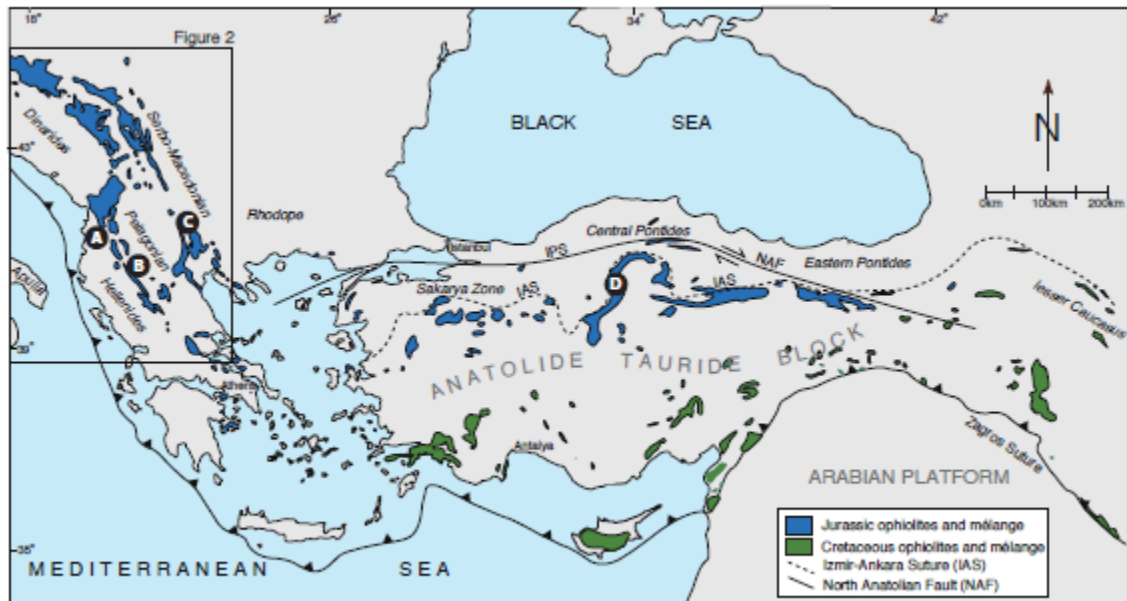 18°
26°
34°
42°
Figure 2
Dinarides
Serbo-Macedonian
43°
BLACK SEA
N
0km 100km 200km
Rhodope
A
C
Pelagonian
B
Hellenides
Apulia
Istanbul
IPS
Central Pontides
NAF
Eastern Pontides
Sakarya Zone
IAS
D
IAS
lesser Caucasus
39°
ANATOLIDE TAURIDE BLOCK
Athens
Antalya
Zagros Suture
ARABIAN PLATFORM
Jurassic ophiolites and mélange
Cretaceous ophiolites and mélange
Izmir-Ankara Suture (IAS)
North Anatolian Fault (NAF)
35°
MEDITERRANEAN SEA